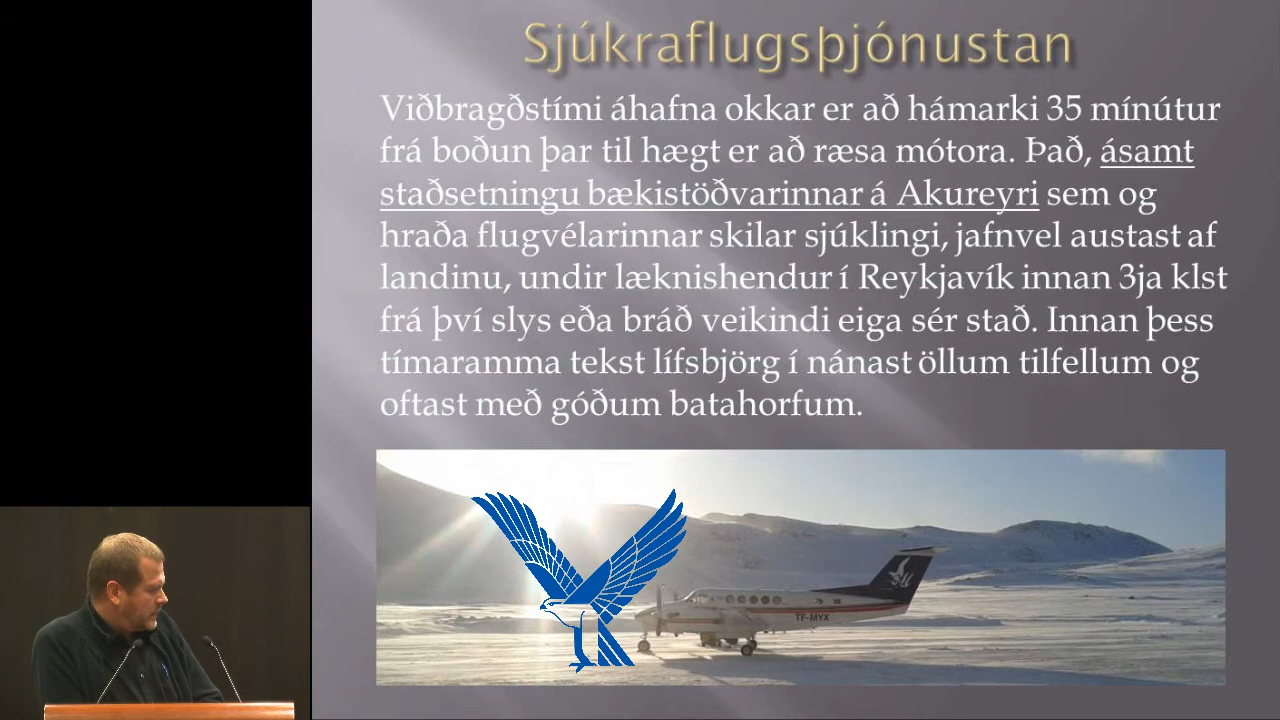 Sjúkraflugsþjónustan
Viðbragðstími áhafna okkar er að hámarki 35 mínútur
frá boðun þar til hægt er að ræsa mótora. Það, ásamt
staðsetningu bækistöðvarinnar á Akureyri sem og
hraða flugvélarinnar skilar sjúklingi, jafnvel austast af
landinu, undir læknishendur í Reykjavík innan 3ja klst
frá því slys eða bráð veikindi eiga sér stað. Innan þess
tímaramma tekst lífsbjörg í nánast öllum tilfellum og
oftast með góðum batahorfum.
TF-MYX